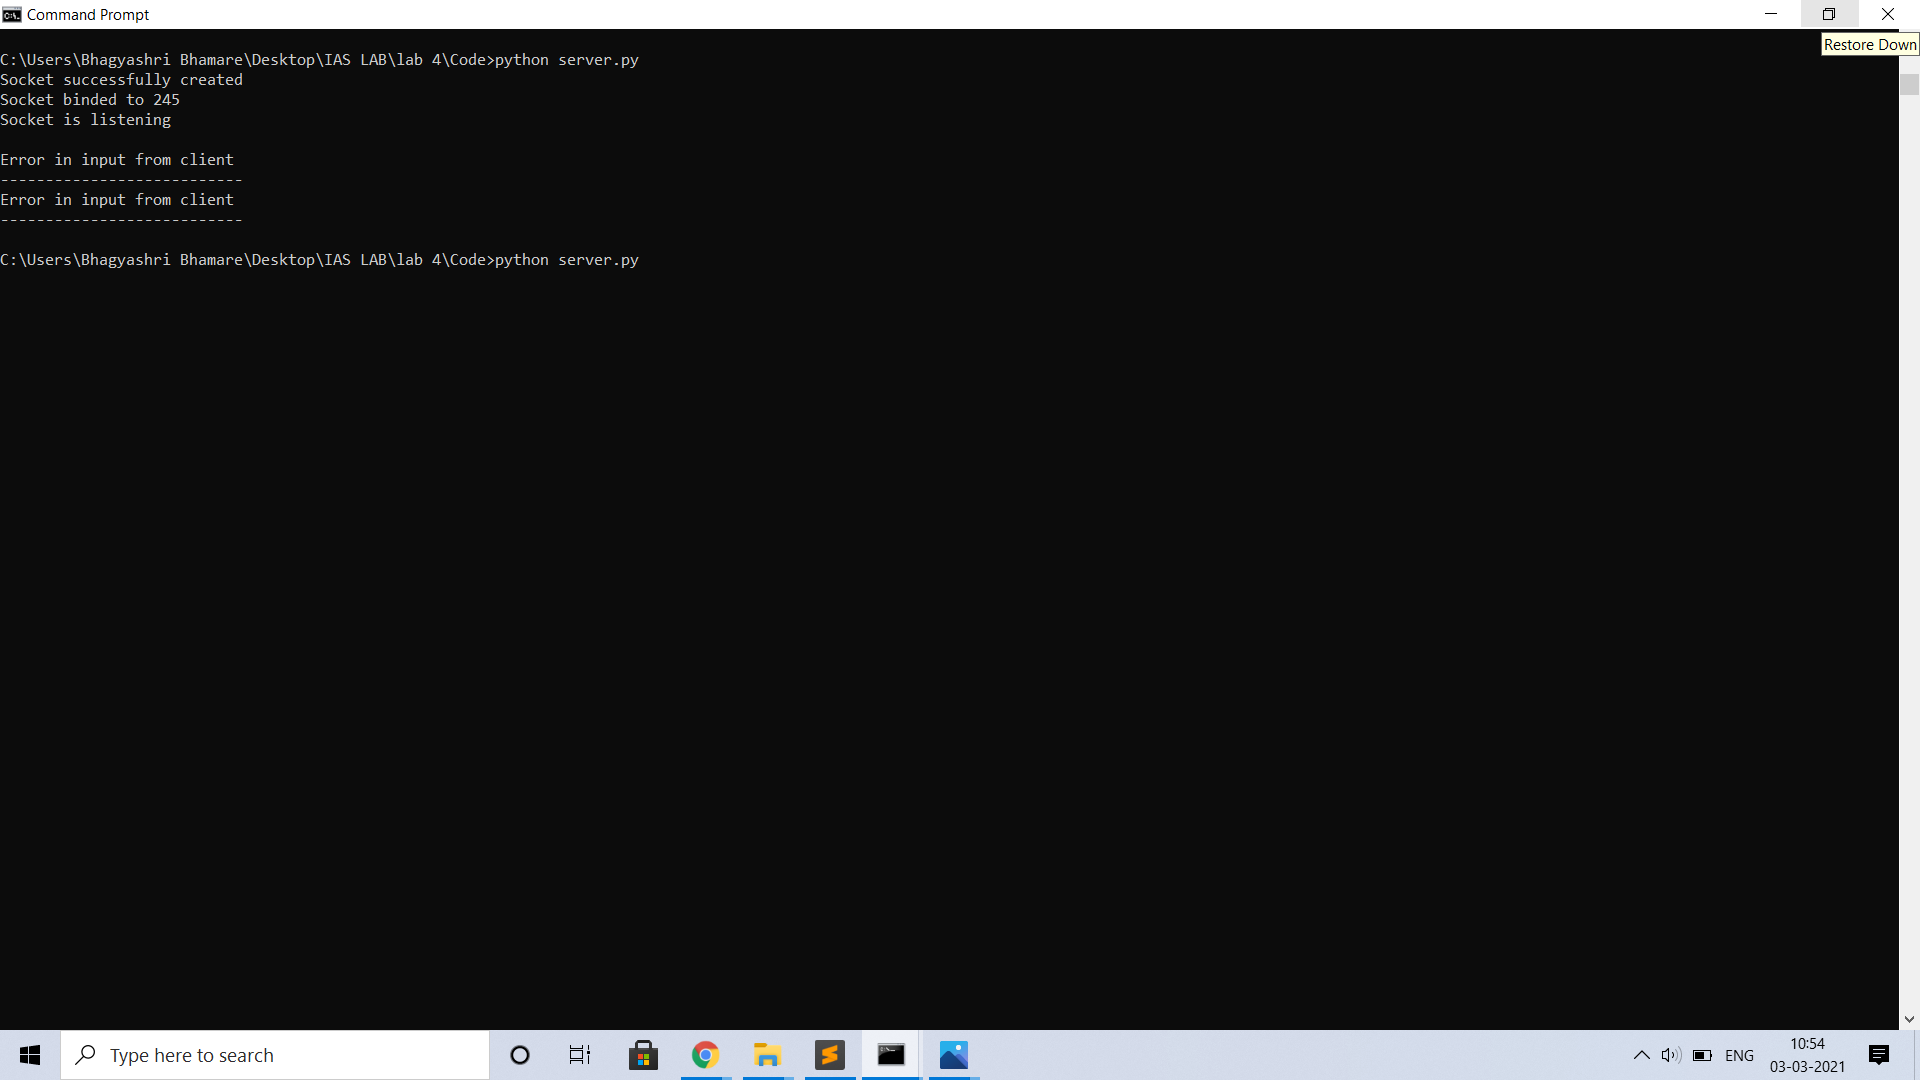 Command Prompt
Restore Down
C:\Users\Bhagyashri Bhamare\Desktop\IAS LAB\lab 4\Code>python server.py
Socket successfully created
Socket binded to 245
Socket is listening
Error in input from client
---------------------------
Error in input from client
---------------------------
C:\Users\Bhagyashri Bhamare\Desktop\IAS LAB\lab 4\Code>python server.py
Type here to search
ENG
10:54
03-03-2021